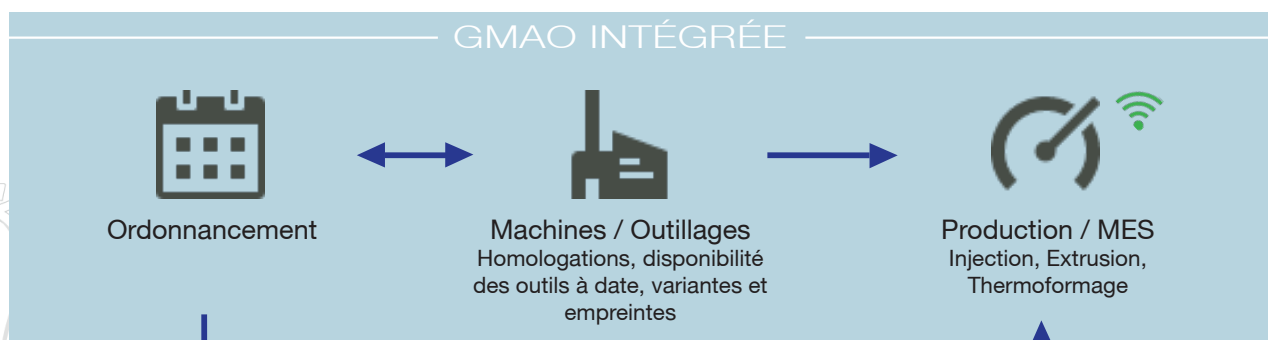 GMAO INTÉGRÉE
Ordonnancement
Machines / Outillages
Homologations, disponibilité
des outils à date, variantes et
empreintes
Production / MES
Injection, Extrusion,
Thermoformage